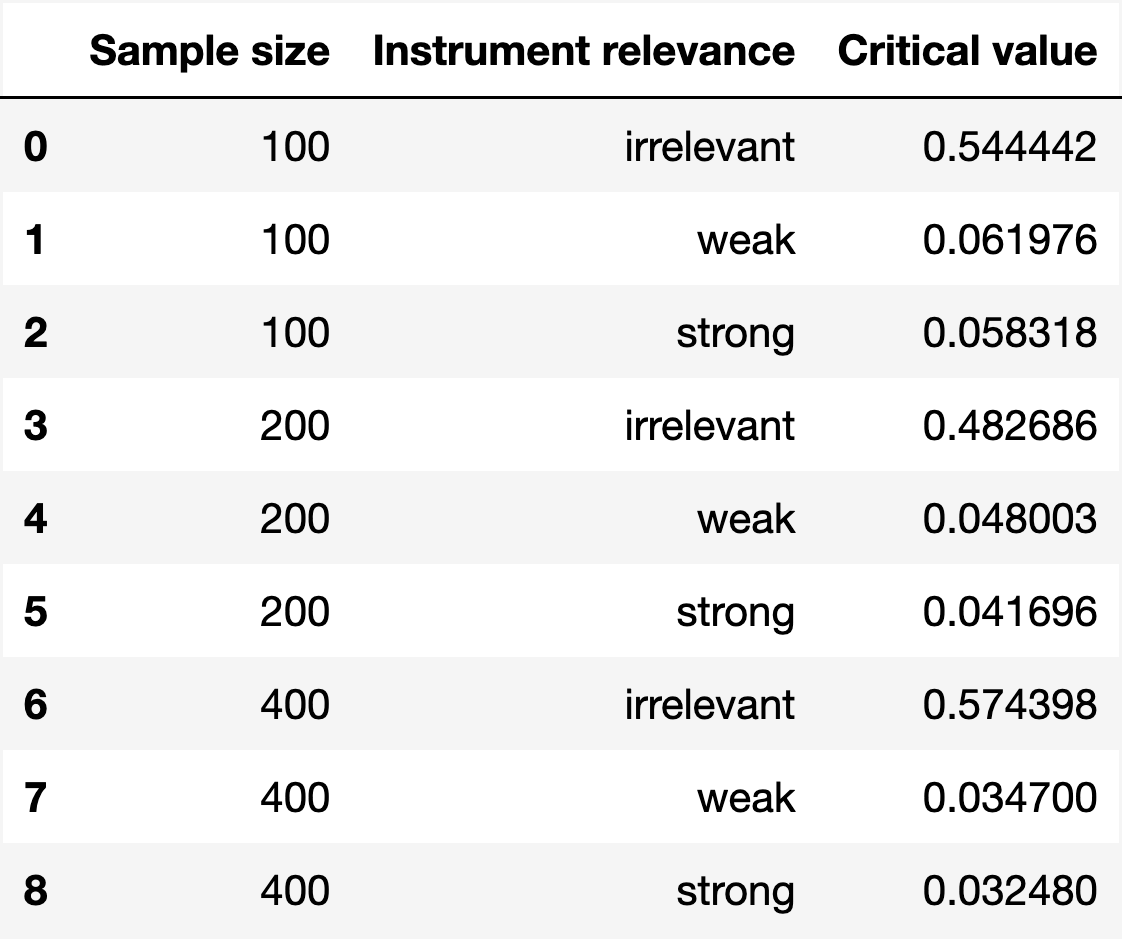 Sample size Instrument relevance Critical value
0 100 irrelevant 0.544442
1 100 weak 0.061976
2 100 strong 0.058318
3 200 irrelevant 0.482686
4 200 weak 0.048003
5 200 strong 0.041696
6 400 irrelevant 0.574398
7 400 weak 0.034700
8 400 strong 0.032480